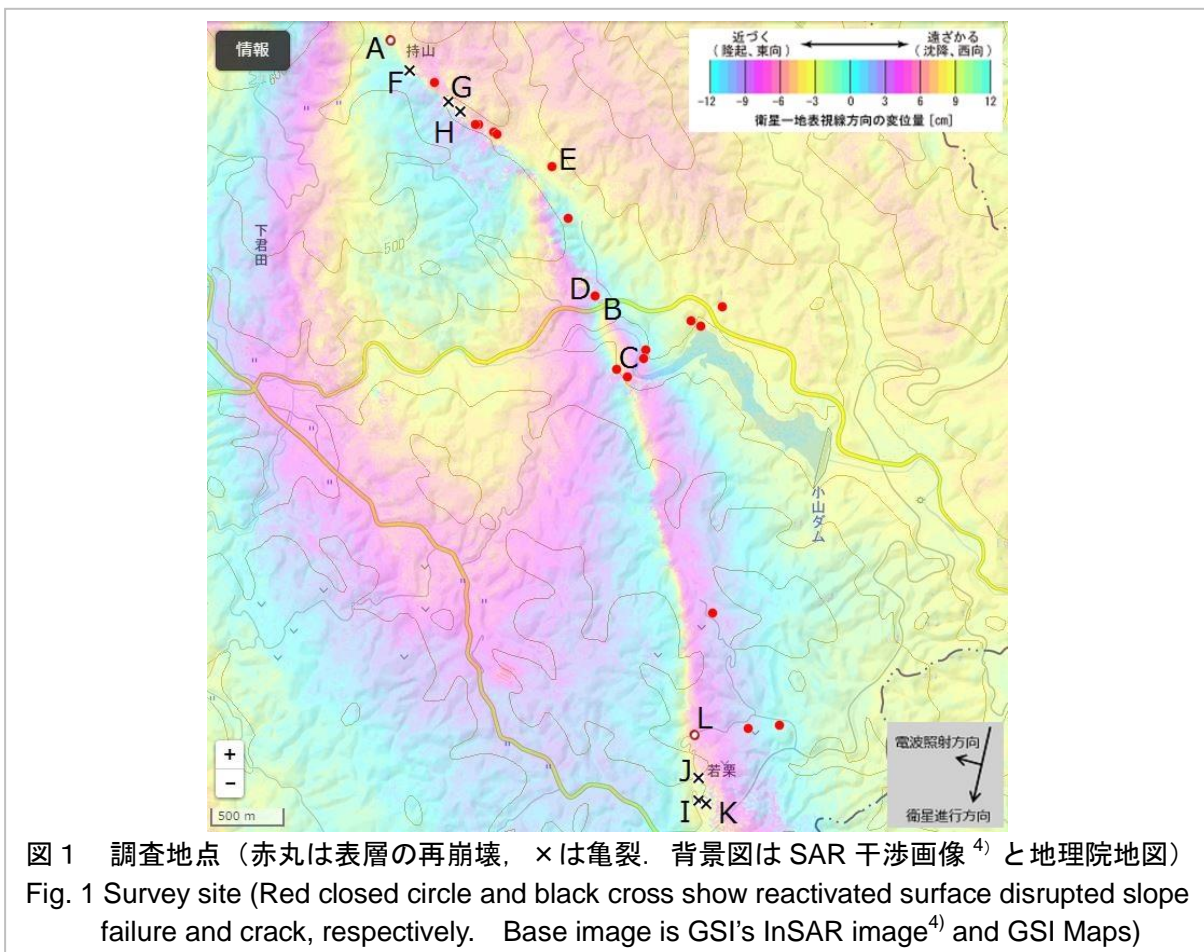 情報
A
持山
F
G
H
E
近づく
(隆起、東向)
遠ざかる
(沈降、西向)
-12 -9 -6 -3 0 3 6 9 12
衛星―地表視線方向の変位量 [cm]
下君田
500
D
B
C
小山ダム
L
J
若栗
I
K
+
−
500 m
電波照射方向
衛星進行方向
図1 調査地点(赤丸は表層の再崩壊,×は亀裂.背景図は SAR 干渉画像 4) と地理院地図)
Fig. 1 Survey site (Red closed circle and black cross show reactivated surface disrupted slope
failure and crack, respectively. Base image is GSI's InSAR image4) and GSI Maps)